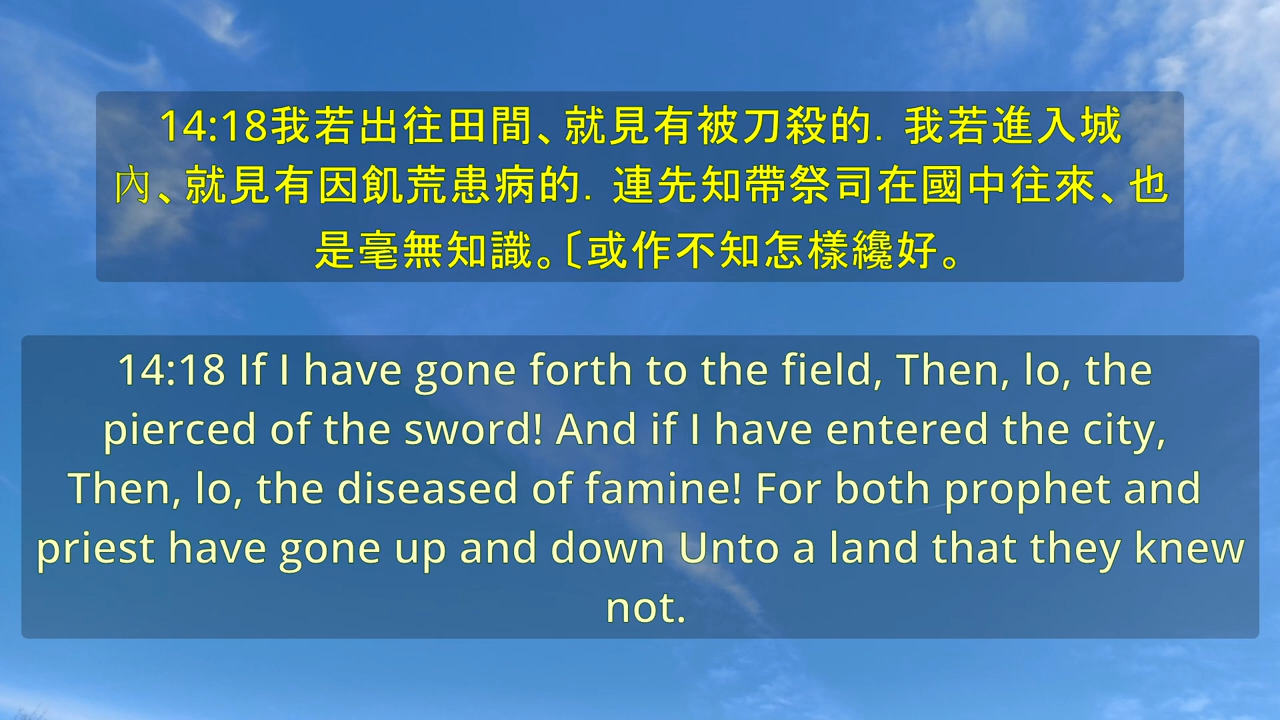 14:18我若出往田間、就見有被刀殺的．我若進入城
內、就見有因飢荒患病的．連先知帶祭司在國中往來、也
是毫無知識。〔或作不知怎樣纔好。
14:18 If I have gone forth to the field, Then, lo, the
pierced of the sword! And if I have entered the city,
Then, lo, the diseased of famine! For both prophet and
priest have gone up and down Unto a land that they knew
not.